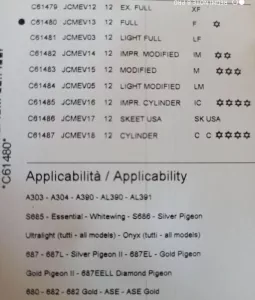 C61479 JCMEV12 12 EX. FULL XF
● C61480 JCMEV13 12 FULL F ✡
C61481 JCMEV03 12 LIGHT FULL LF
C61482 JCMEV14 12 IMPR. MODIFIED IM ✡✡
C61483 JCMEV15 12 MODIFIED M ✡✡✡
C61484 JCMEV05 12 LIGHT MODIFIED LM
C61485 JCMEV16 12 IMPR. CYLINDER IC ✡✡✡✡
C61486 JCMEV17 12 SKEET USA SK USA
C61487 JCMEV18 12 CYLINDER C C ✡✡✡✡
*C61480*
Applicabilità / Applicability
A303 - A304 - A390 - AL390 - AL391
S685 - Essential - Whitewing - S686 - Silver Pigeon
Ultralight (tutti - all models) - Onyx (tutti - all models)
687 - 687L - Silver Pigeon II - 687EL - Gold Pigeon
Gold Pigeon II - 687EELL Diamond Pigeon
680 - 682 - 682 Gold - ASE - ASE Gold